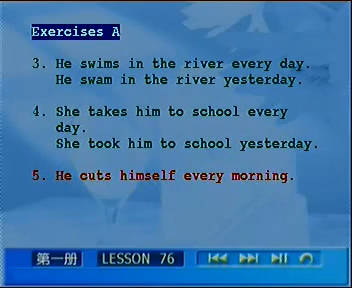 Exercises A
3. He swims in the river every day.
He swam in the river yesterday.
4. She takes him to school every
day.
She took him to school yesterday.
5. He cuts himself every morning.
第一册 LESSON 76